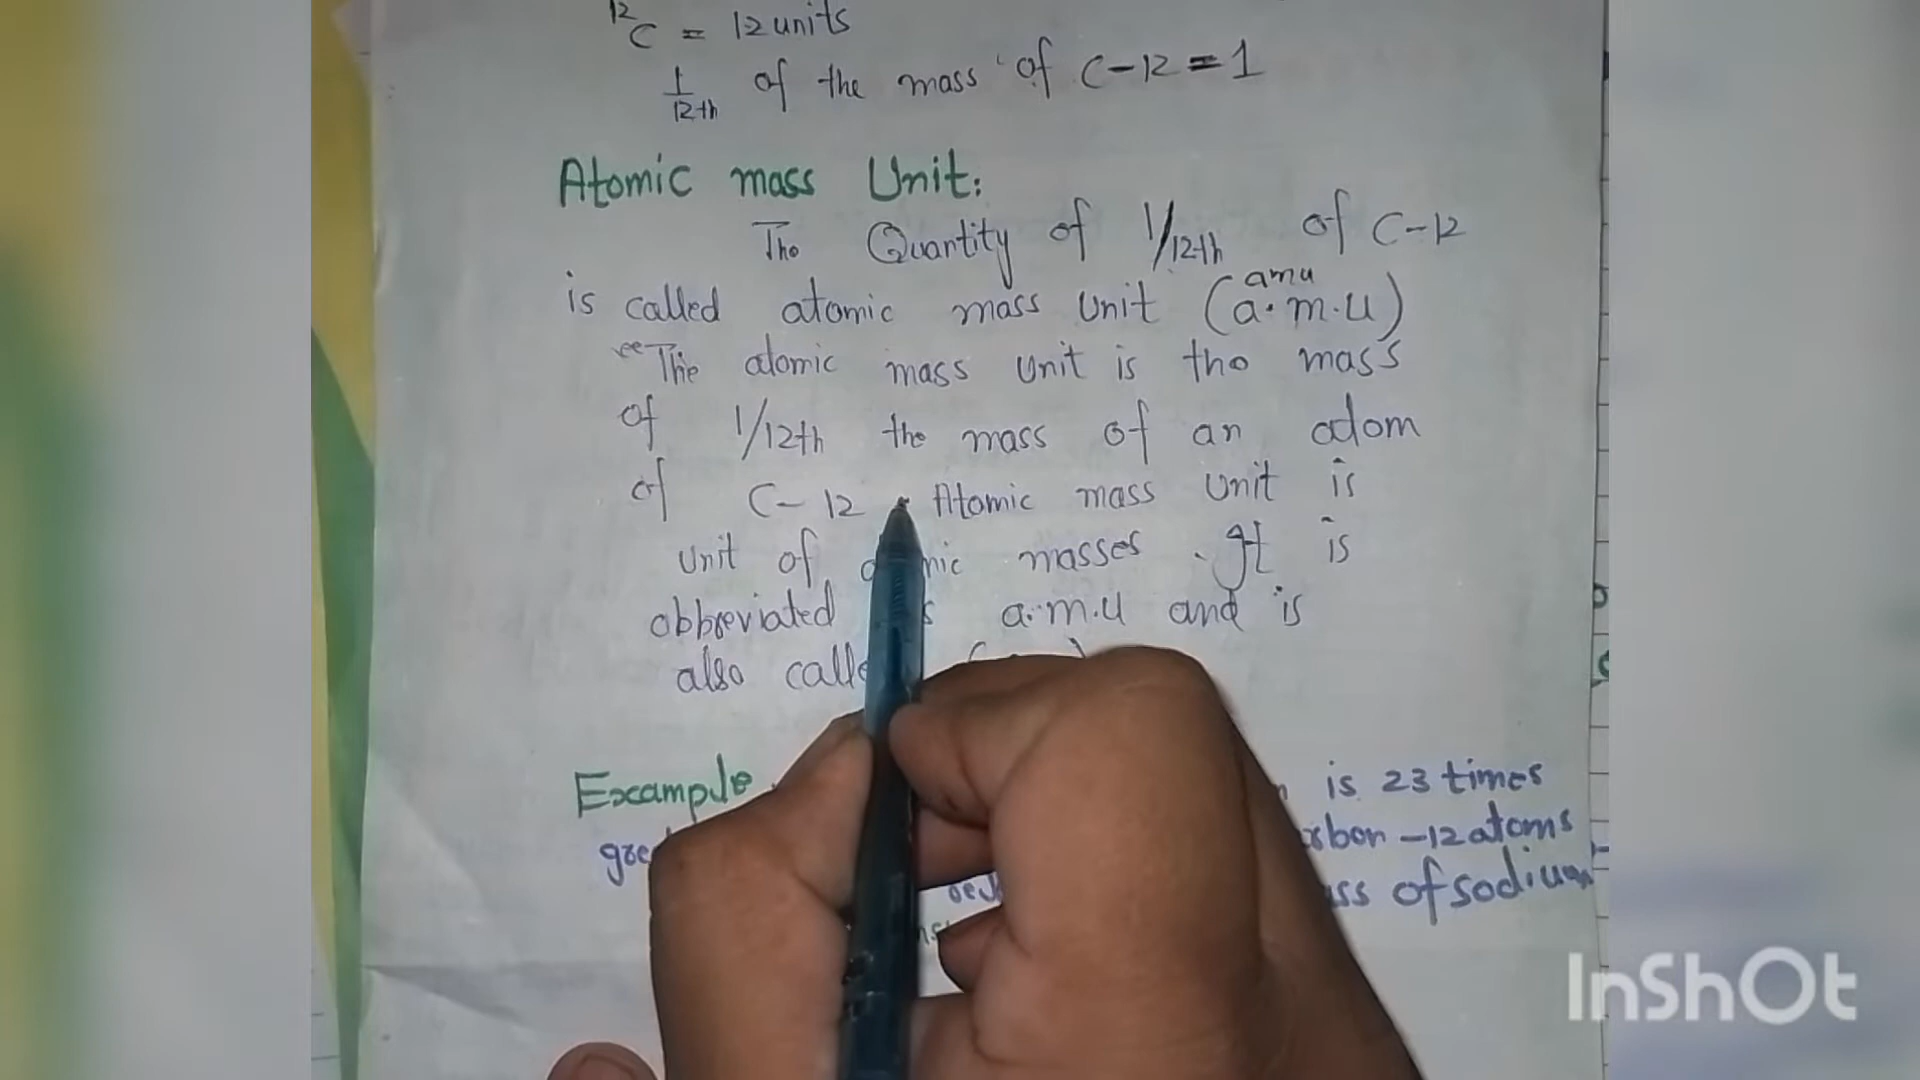 12C = 12 units
1/12th of the mass of C-12 = 1
Atomic mass Unit:
The Quantity of 1/12th of C-12
amu
is called atomic mass Unit (a.m.u)
"The atomic mass Unit is the mass
of 1/12th the mass of an atom
of C-12. Atomic mass Unit is
unit of masses. It is
abbreviated a.m.u and is
also
Example is 23 times
-12 atoms
of sodium
InShOt